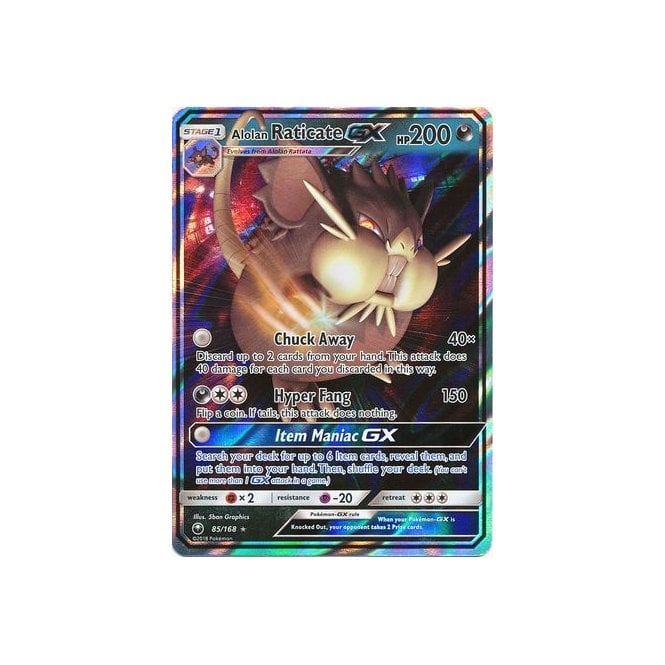 STAGE 1 Alolan Raticate GX HP 200
Evolves from Alolan Rattata
Chuck Away 40×
Discard up to 2 cards from your hand. This attack does
40 damage for each card you discarded in this way.
Hyper Fang 150
Flip a coin. If tails, this attack does nothing.
Item Maniac GX
Search your deck for up to 6 Item cards, reveal them, and
put them into your hand. Then, shuffle your deck. (You can't
use more than 1 GX attack in a game.)
weakness × 2 resistance -20 retreat
Illus. 5ban Graphics
Pokémon-GX rule
When your Pokémon-GX is
Knocked Out, your opponent takes 2 Prize cards.
85/168 ★
©2018 Pokémon